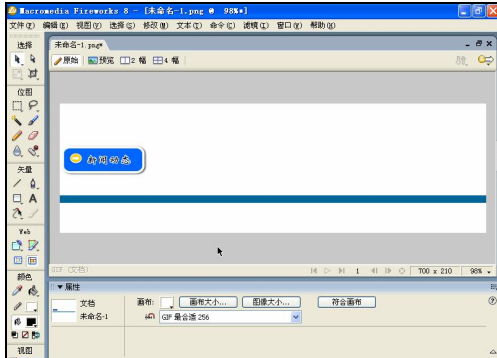 Macromedia Fireworks 8 - [未命名-1.png @ 98%*]
文件(F) 编辑(E) 视图(V) 选择(S) 修改(M) 文本(T) 命令(C) 滤镜(I) 窗口(W) 帮助(H)
选择
未命名-1.png*
原始 预览 2 幅 4 幅
位图
新闻动态
矢量
A
Web
GIF (文档)
1
700 x 210
98%
颜色
属性
文档
画布:
画布大小...
图像大小...
符合画布
未命名-1
GIF 最合适 256
视图